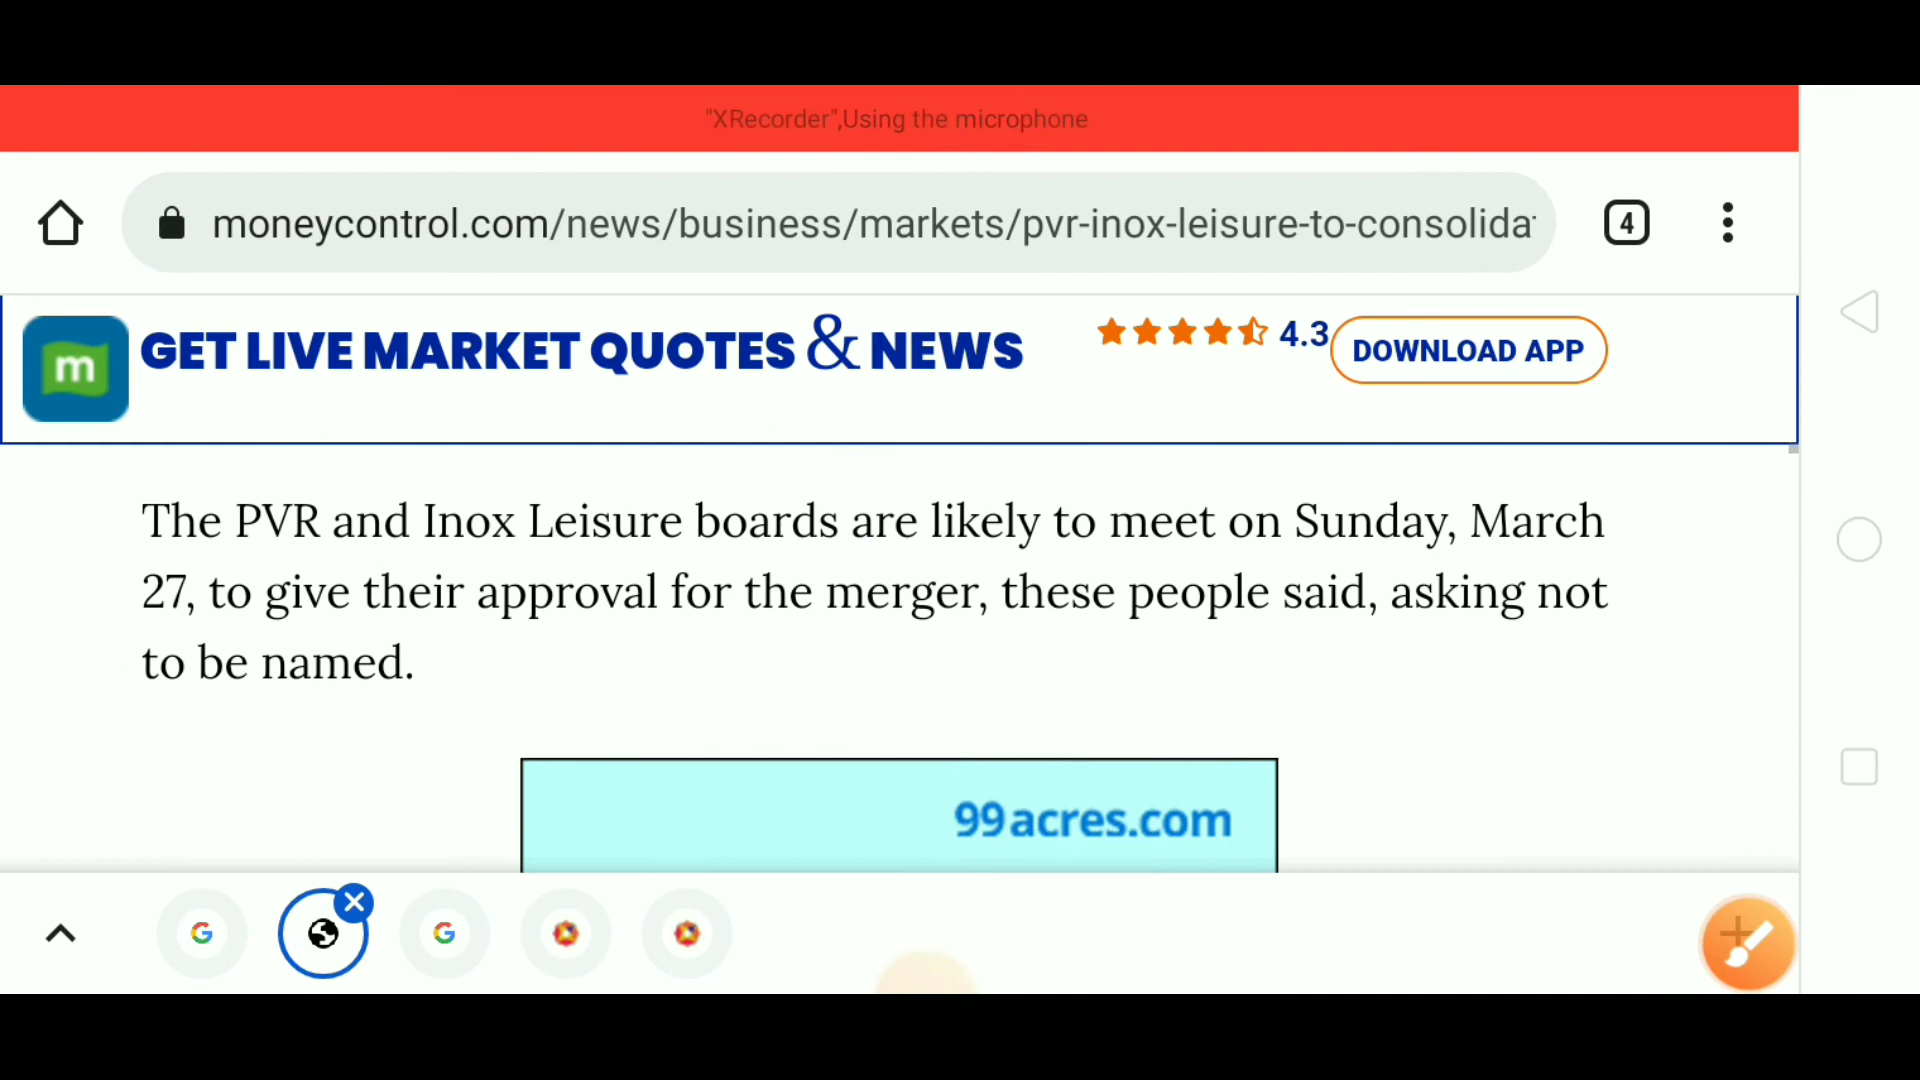 "XRecorder",Using the microphone
moneycontrol.com/news/business/markets/pvr-inox-leisure-to-consolida
4
m
GET LIVE MARKET QUOTES & NEWS
4.3
DOWNLOAD APP
The PVR and Inox Leisure boards are likely to meet on Sunday, March
27, to give their approval for the merger, these people said, asking not
to be named.
99acres.com